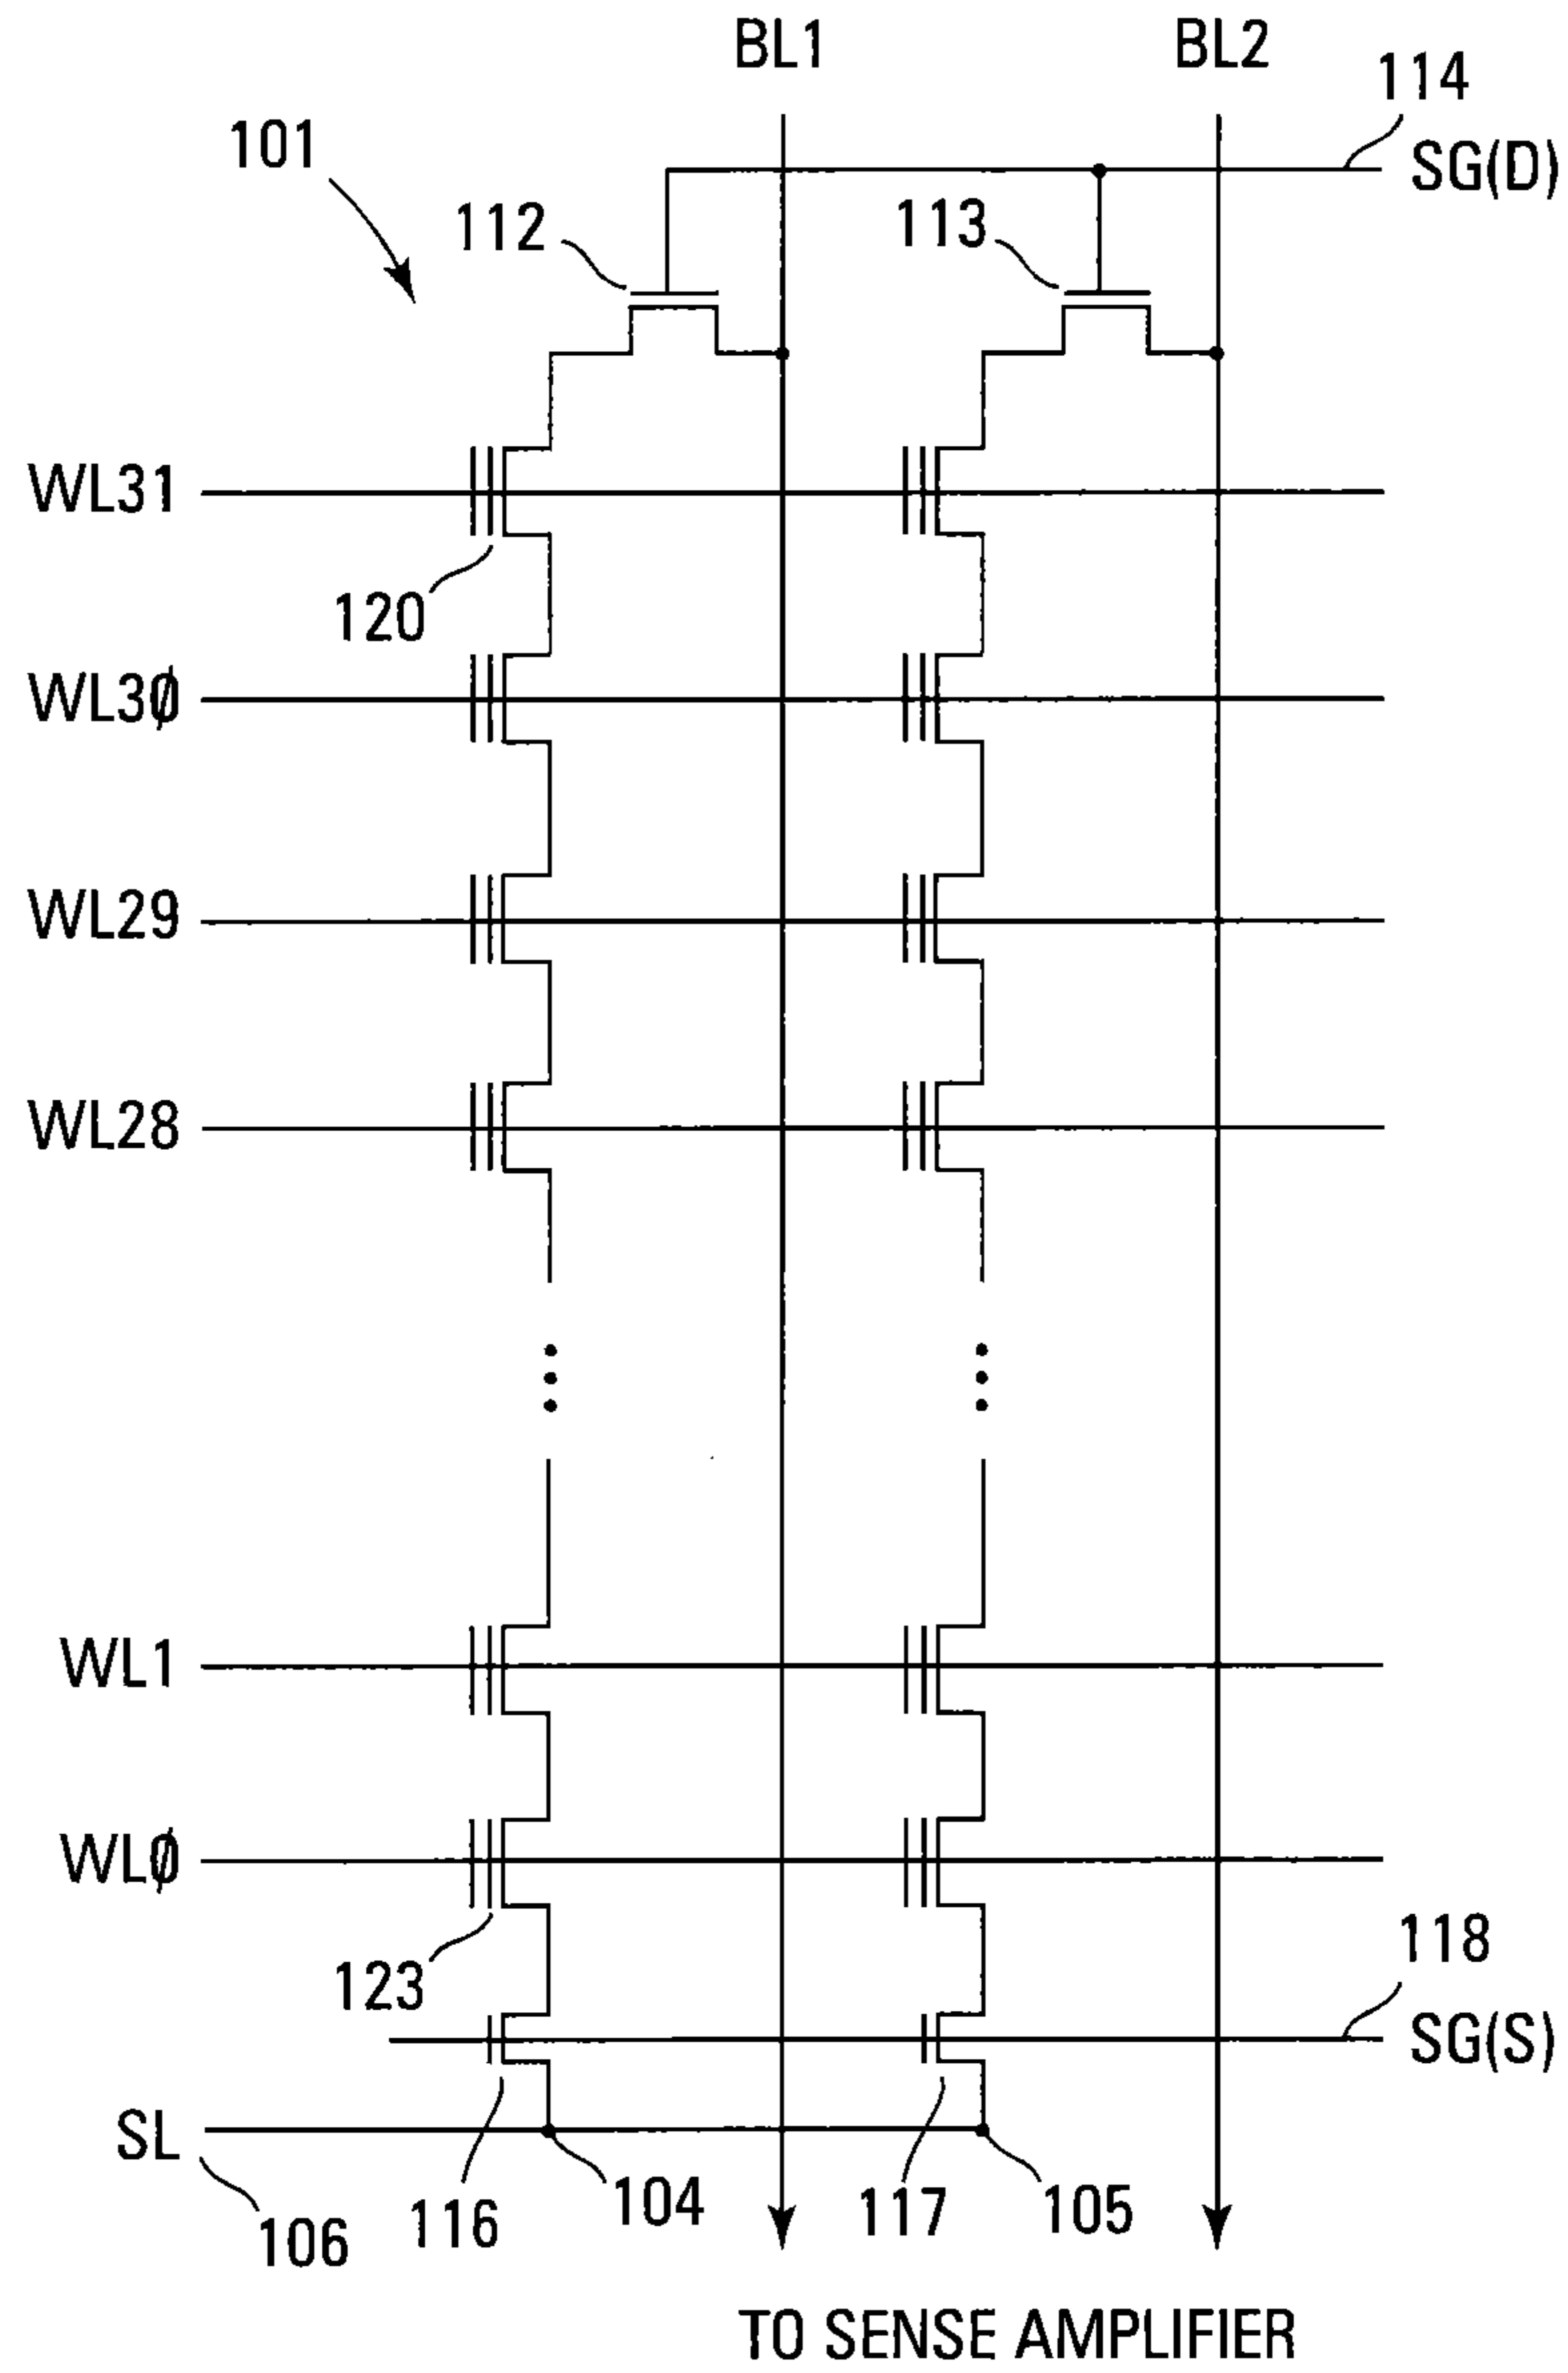 BL1
BL2
114
SG(D)
101
112
113
WL31
120
WL3Ø
WL29
WL28
WL1
WLØ
123
118
SG(S)
SL
106
116
104
117
105
TO SENSE AMPLIFIER